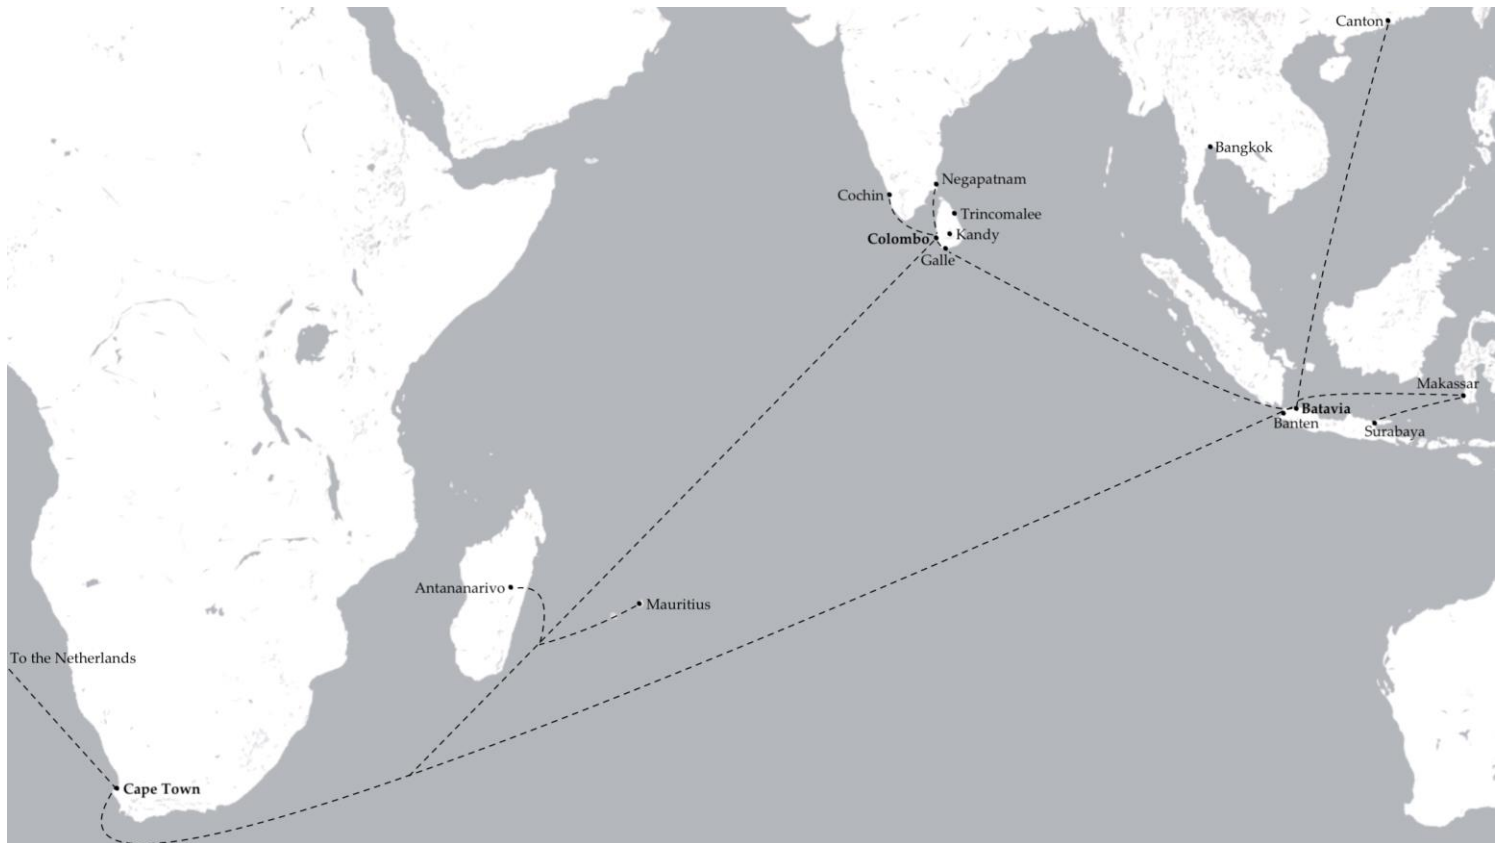 Canton
Bangkok
Negapatnam
Cochin
Trincomalee
Kandy
Colombo
Galle
Makassar
Batavia
Banten
Surabaya
Antananarivo
Mauritius
To the Netherlands
Cape Town